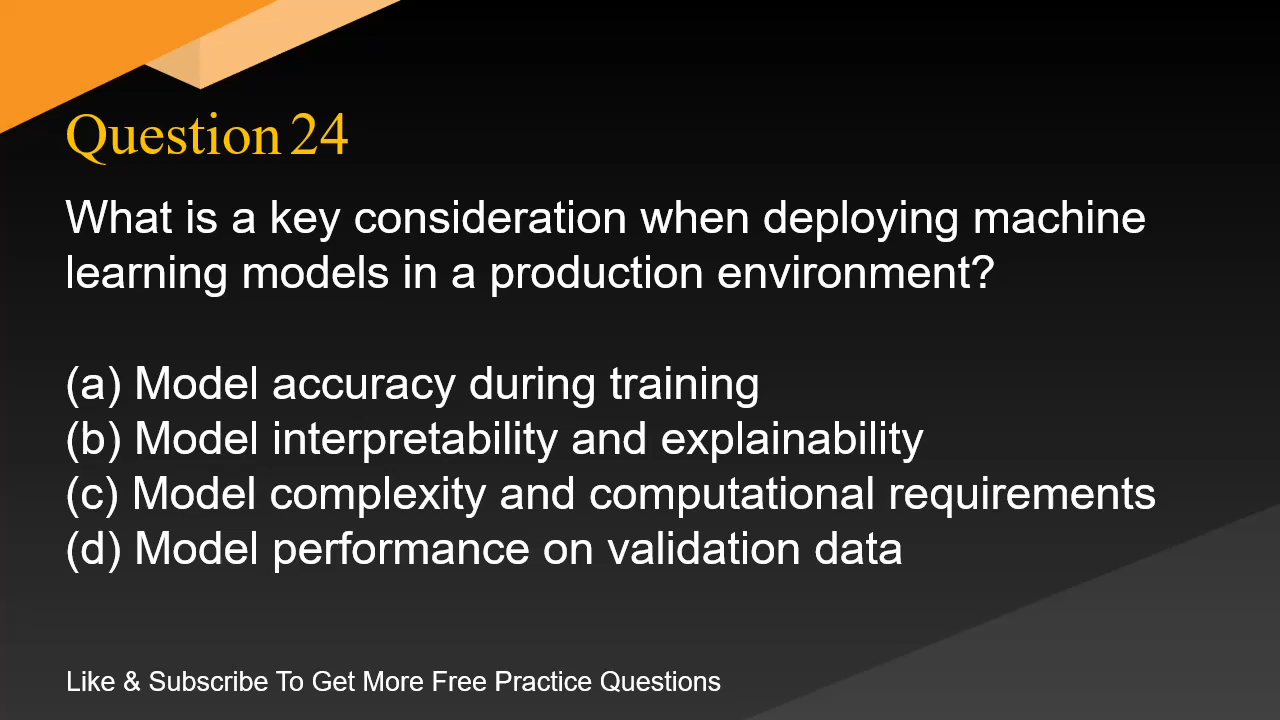 Question 24
What is a key consideration when deploying machine
learning models in a production environment?
(a) Model accuracy during training
(b) Model interpretability and explainability
(c) Model complexity and computational requirements
(d) Model performance on validation data
Like & Subscribe To Get More Free Practice Questions